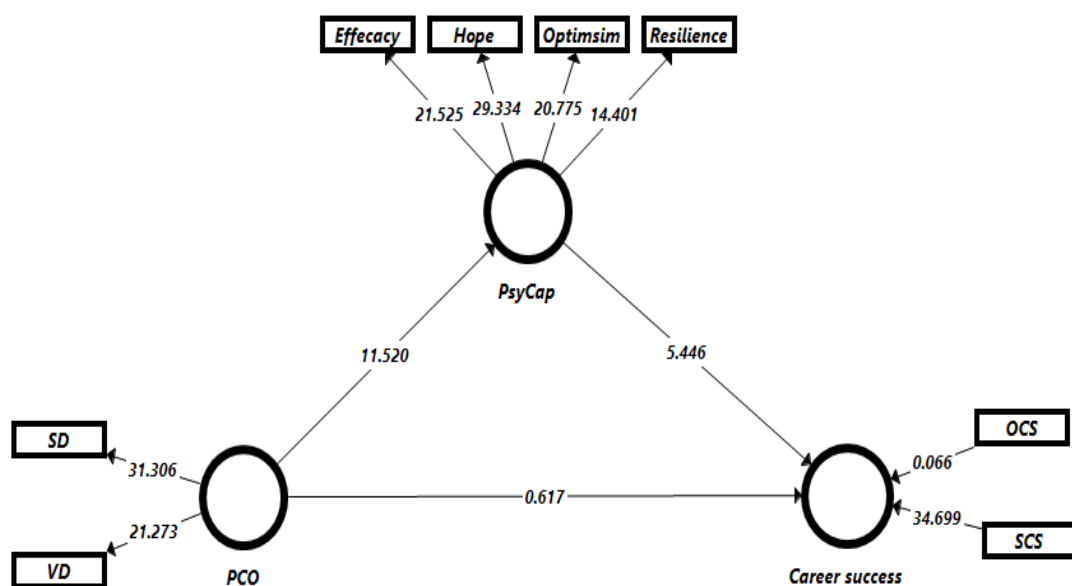 Effecacy
Hope
Optimsim
Resilience
21.525
29.334
20.775
14.401
PsyCap
11.520
5.446
SD
31.306
21.273
VD
PCO
0.617
OCS
0.066
34.699
SCS
Career success